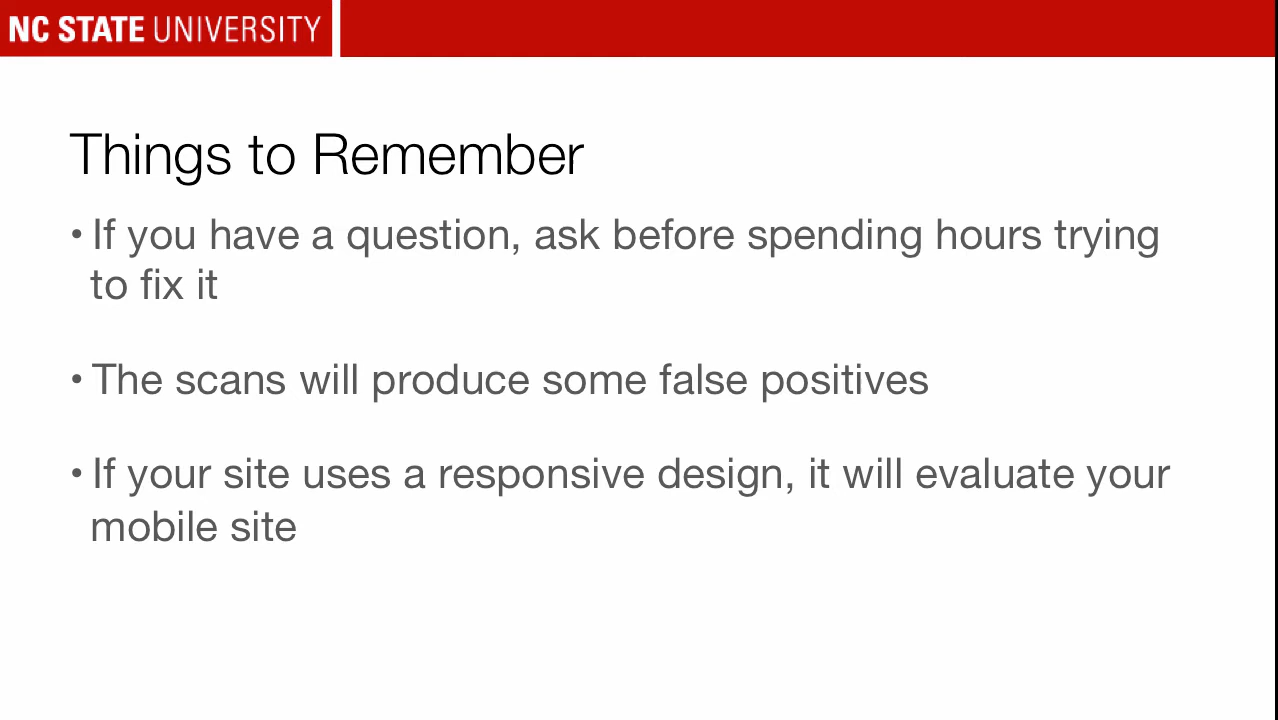 NC STATE UNIVERSITY
Things to Remember
• If you have a question, ask before spending hours trying
to fix it
• The scans will produce some false positives
• If your site uses a responsive design, it will evaluate your
mobile site